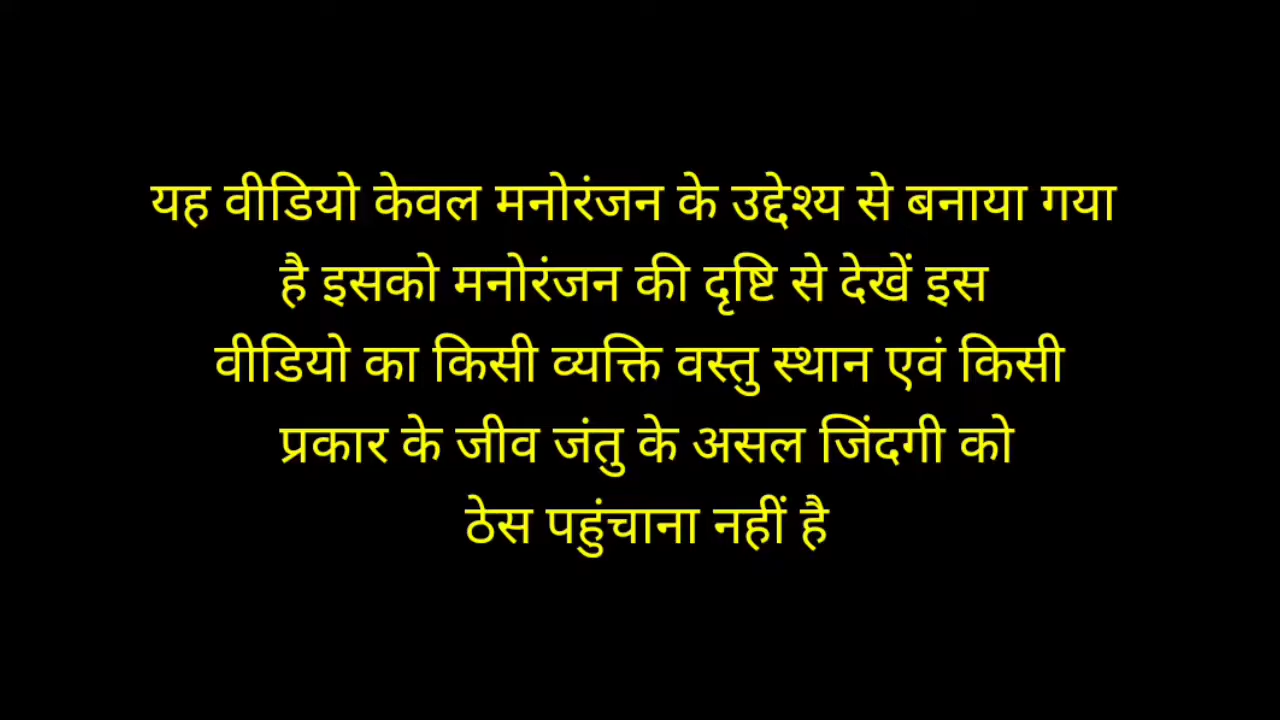 यह वीडियो केवल मनोरंजन के उद्देश्य से बनाया गया
है इसको मनोरंजन की दृष्टि से देखें इस
वीडियो का किसी व्यक्ति वस्तु स्थान एवं किसी
प्रकार के जीव जंतु के असल जिंदगी को
ठेस पहुंचाना नहीं है